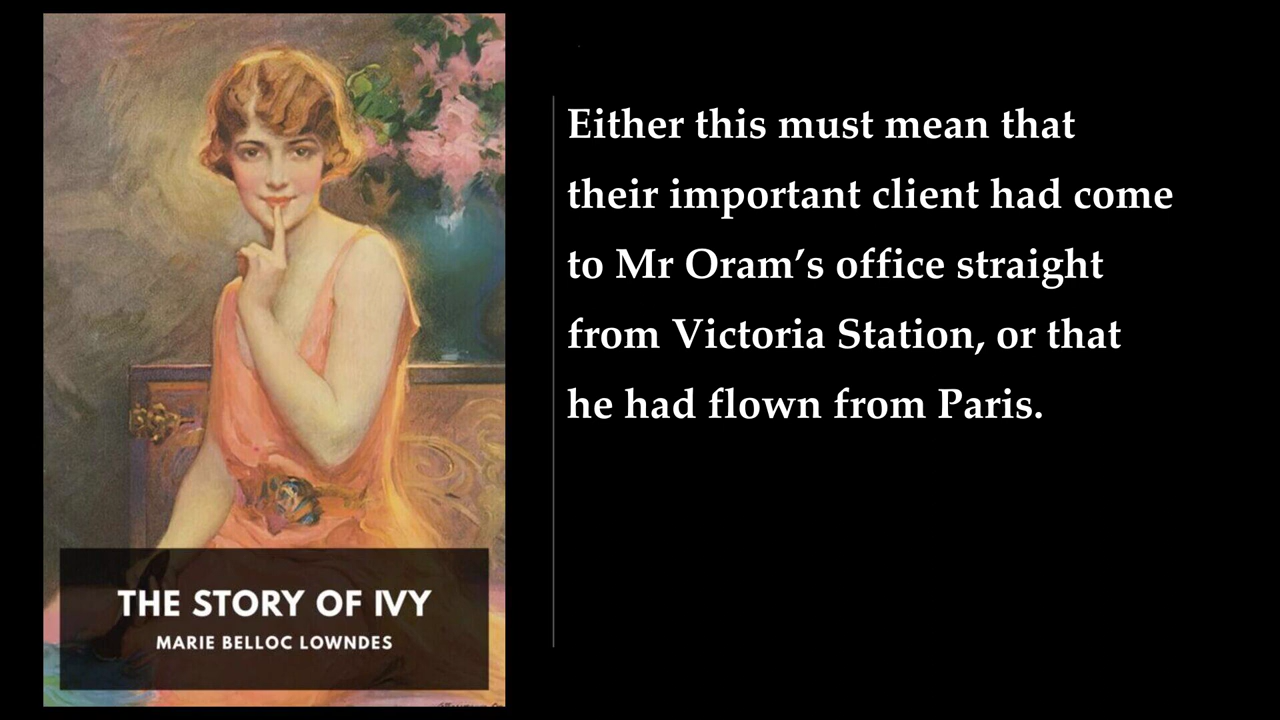 THE STORY OF IVY
MARIE BELLOC LOWNDES
Either this must mean that
their important client had come
to Mr Oram’s office straight
from Victoria Station, or that
he had flown from Paris.